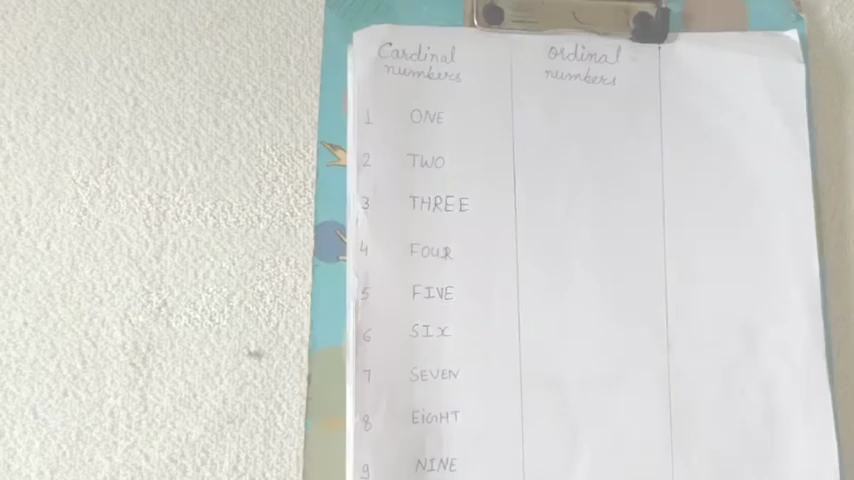 Cardinal numbers
ordinal numbers
1 ONE
2 TWO
3 THREE
4 FOUR
5 FIVE
6 SIX
7 SEVEN
8 EIGHT
9 NINE